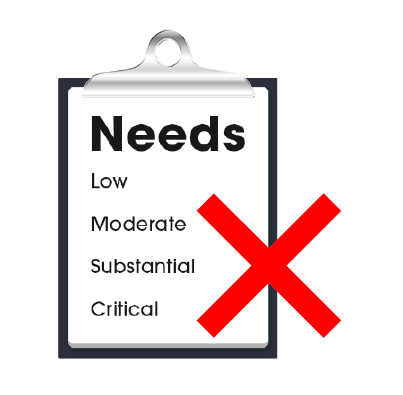 Needs
Low
Moderate
Substantial
Critical